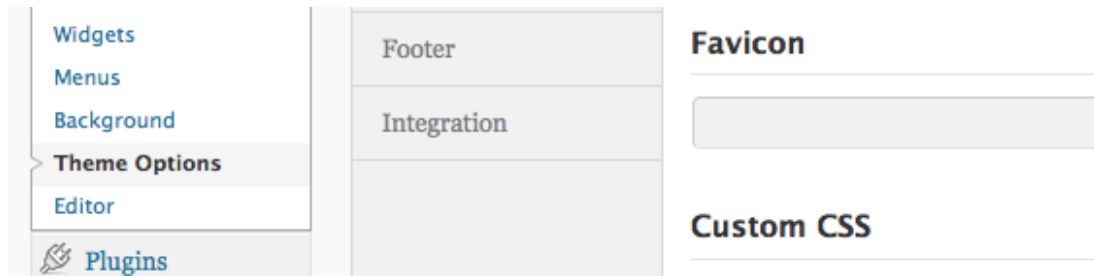 Widgets
Menus
Background
Theme Options
Editor
Plugins
Footer
Integration
Favicon
Custom CSS